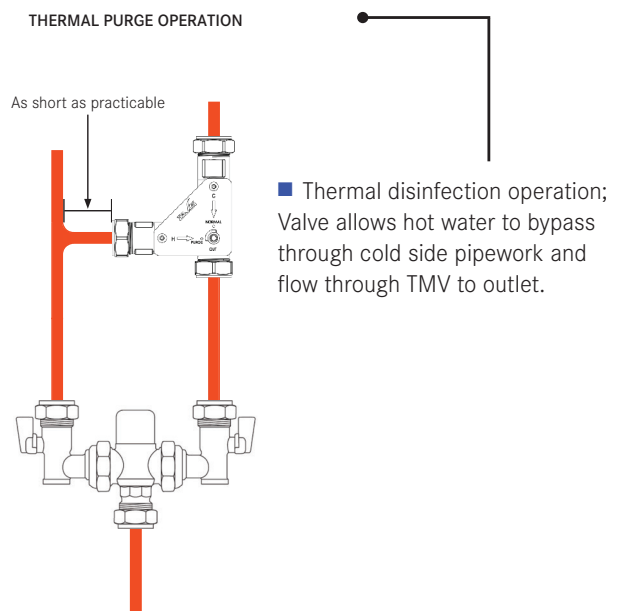 THERMAL PURGE OPERATION
As short as practicable
C
NORMAL
H
PURGE
OUT
■ Thermal disinfection operation;
Valve allows hot water to bypass
through cold side pipework and
flow through TMV to outlet.